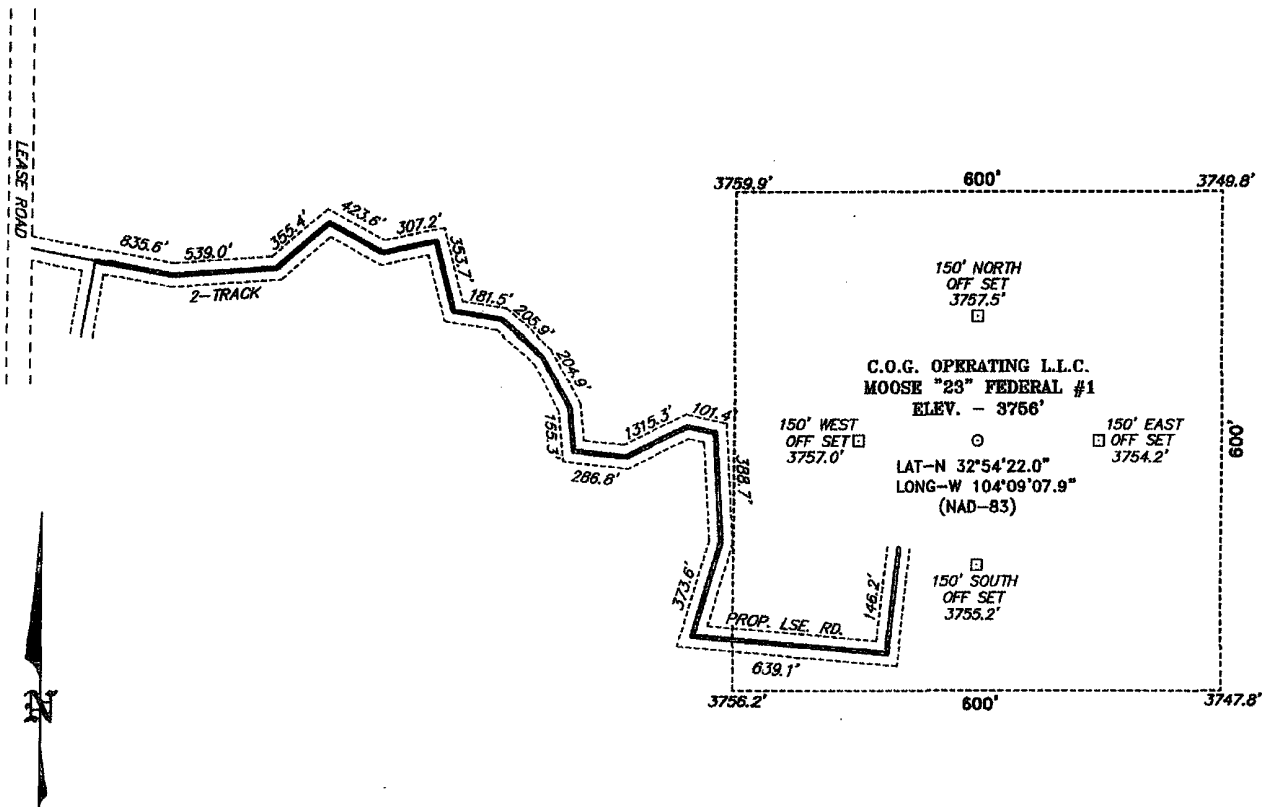 LEASE ROAD
835.6'
539.0'
2-TRACK
355.4'
423.6'
307.2'
353.7'
181.5'
205.9'
204.9'
155.3'
286.8'
1315.3'
101.4'
388.7'
373.6'
PROP. LSE. RD.
639.1'
146.2'
3759.9'
600'
3749.8'
150' NORTH
OFF SET
3757.5'
C.O.G. OPERATING L.L.C.
MOOSE "23" FEDERAL #1
ELEV. - 3756'
150' WEST
OFF SET
3757.0'
150' EAST
OFF SET
3754.2'
600'
LAT-N 32°54'22.0"
LONG-W 104°09'07.9"
(NAD-83)
150' SOUTH
OFF SET
3755.2'
3756.2'
600'
3747.8'
N